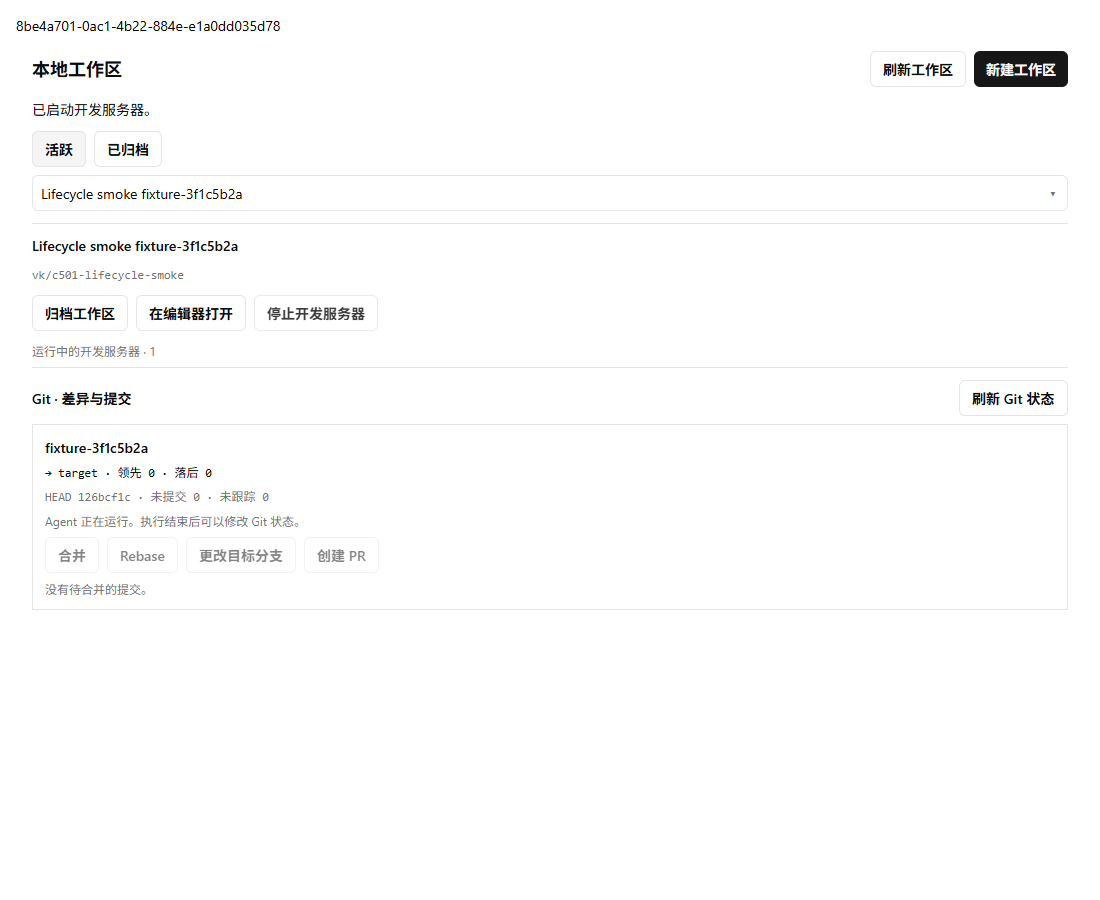 8be4a701-0ac1-4b22-884e-e1a0dd035d78
本地工作区
刷新工作区
新建工作区
已启动开发服务器。
活跃
已归档
Lifecycle smoke fixture-3f1c5b2a
Lifecycle smoke fixture-3f1c5b2a
vk/c501-lifecycle-smoke
归档工作区
在编辑器打开
停止开发服务器
运行中的开发服务器 · 1
Git · 差异与提交
刷新 Git 状态
fixture-3f1c5b2a
→ target · 领先 0 · 落后 0
HEAD 126bcf1c · 未提交 0 · 未跟踪 0
Agent 正在运行。执行结束后可以修改 Git 状态。
合并
Rebase
更改目标分支
创建 PR
没有待合并的提交。